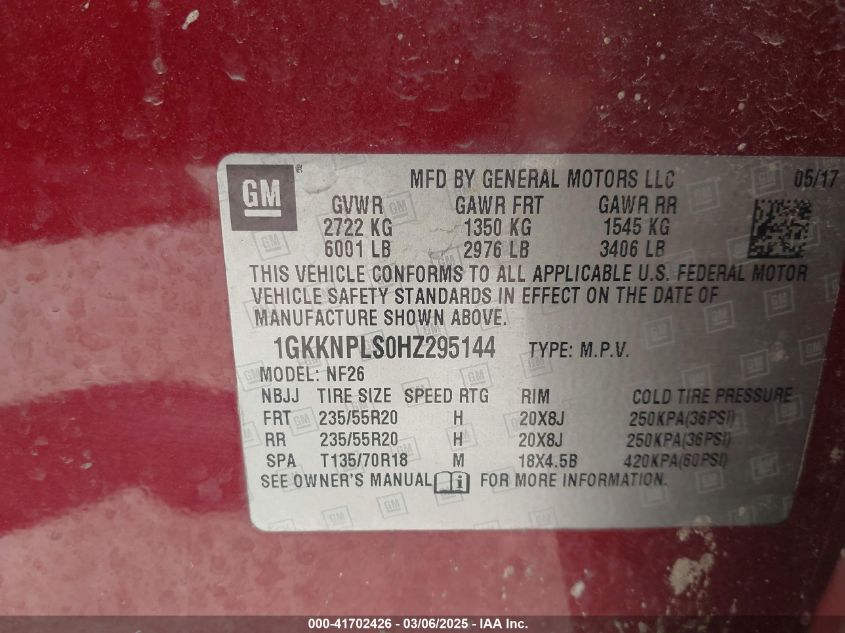 GM ® MFD BY GENERAL MOTORS LLC 05/17
GVWR GAWR FRT GAWR RR
2722 KG 1350 KG 1545 KG
6001 LB 2976 LB 3406 LB
THIS VEHICLE CONFORMS TO ALL APPLICABLE U.S. FEDERAL MOTOR
VEHICLE SAFETY STANDARDS IN EFFECT ON THE DATE OF
MANUFACTURE SHOWN ABOVE.
1GKKNPLS0HZ295144 TYPE: M.P.V.
MODEL: NF26
NBJJ TIRE SIZE SPEED RTG RIM COLD TIRE PRESSURE
FRT 235/55R20 H 20X8J 250KPA(36PSI)
RR 235/55R20 H 20X8J 250KPA(36PSI)
SPA T135/70R18 M 18X4.5B 420KPA(60PSI)
SEE OWNER'S MANUAL i FOR MORE INFORMATION.
000-41702426 - 03/06/2025 - IAA Inc.